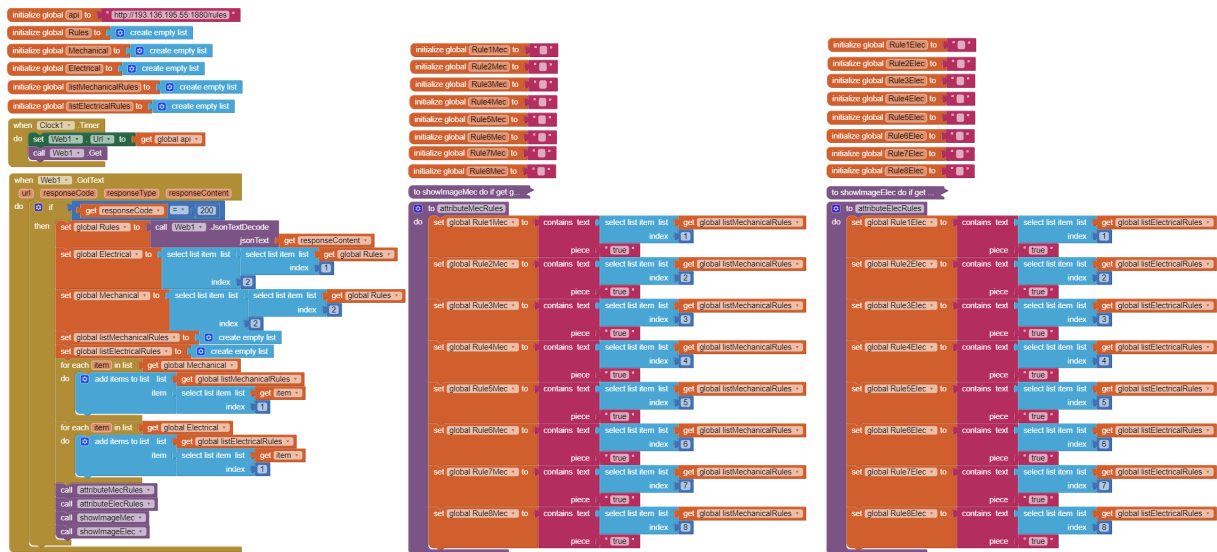 initialize global api to " http://193.136.195.55:1880/rules "
initialize global Rules to create empty list
initialize global Mechanical to create empty list
initialize global Electrical to create empty list
initialize global listMechanicalRules to create empty list
initialize global listElectricalRules to create empty list
when Clock1 .Timer
do set Web1 . Url to get global api
call Web1 .Get
when Web1 .GotText
url responseCode responseType responseContent
do if get responseCode = 200
then set global Rules to call Web1 .JsonTextDecode
jsonText get responseContent
set global Electrical to select list item list select list item list get global Rules
index 1
index 2
set global Mechanical to select list item list select list item list get global Rules
index 2
index 2
set global listMechanicalRules to create empty list
set global listElectricalRules to create empty list
for each item in list get global Mechanical
do add items to list list get global listMechanicalRules
item select list item list get item
index 1
for each item in list get global Electrical
do add items to list list get global listElectricalRules
item select list item list get item
index 1
call attributeMecRules
call attributeElecRules
call showImageMec
call showImageElec
initialize global Rule1Mec to " "
initialize global Rule2Mec to " "
initialize global Rule3Mec to " "
initialize global Rule4Mec to " "
initialize global Rule5Mec to " "
initialize global Rule6Mec to " "
initialize global Rule7Mec to " "
initialize global Rule8Mec to " "
to showImageMec do if get g...
to attributeMecRules
do set global Rule1Mec to contains text select list item list get global listMechanicalRules
index 1
piece " true "
set global Rule2Mec to contains text select list item list get global listMechanicalRules
index 2
piece " true "
set global Rule3Mec to contains text select list item list get global listMechanicalRules
index 3
piece " true "
set global Rule4Mec to contains text select list item list get global listMechanicalRules
index 4
piece " true "
set global Rule5Mec to contains text select list item list get global listMechanicalRules
index 5
piece " true "
set global Rule6Mec to contains text select list item list get global listMechanicalRules
index 6
piece " true "
set global Rule7Mec to contains text select list item list get global listMechanicalRules
index 7
piece " true "
set global Rule8Mec to contains text select list item list get global listMechanicalRules
index 8
piece " true "
initialize global Rule1Elec to " "
initialize global Rule2Elec to " "
initialize global Rule3Elec to " "
initialize global Rule4Elec to " "
initialize global Rule5Elec to " "
initialize global Rule6Elec to " "
initialize global Rule7Elec to " "
initialize global Rule8Elec to " "
to showImageElec do if get ...
to attributeElecRules
do set global Rule1Elec to contains text select list item list get global listElectricalRules
index 1
piece " true "
set global Rule2Elec to contains text select list item list get global listElectricalRules
index 2
piece " true "
set global Rule3Elec to contains text select list item list get global listElectricalRules
index 3
piece " true "
set global Rule4Elec to contains text select list item list get global listElectricalRules
index 4
piece " true "
set global Rule5Elec to contains text select list item list get global listElectricalRules
index 5
piece " true "
set global Rule6Elec to contains text select list item list get global listElectricalRules
index 6
piece " true "
set global Rule7Elec to contains text select list item list get global listElectricalRules
index 7
piece " true "
set global Rule8Elec to contains text select list item list get global listElectricalRules
index 8
piece " true "